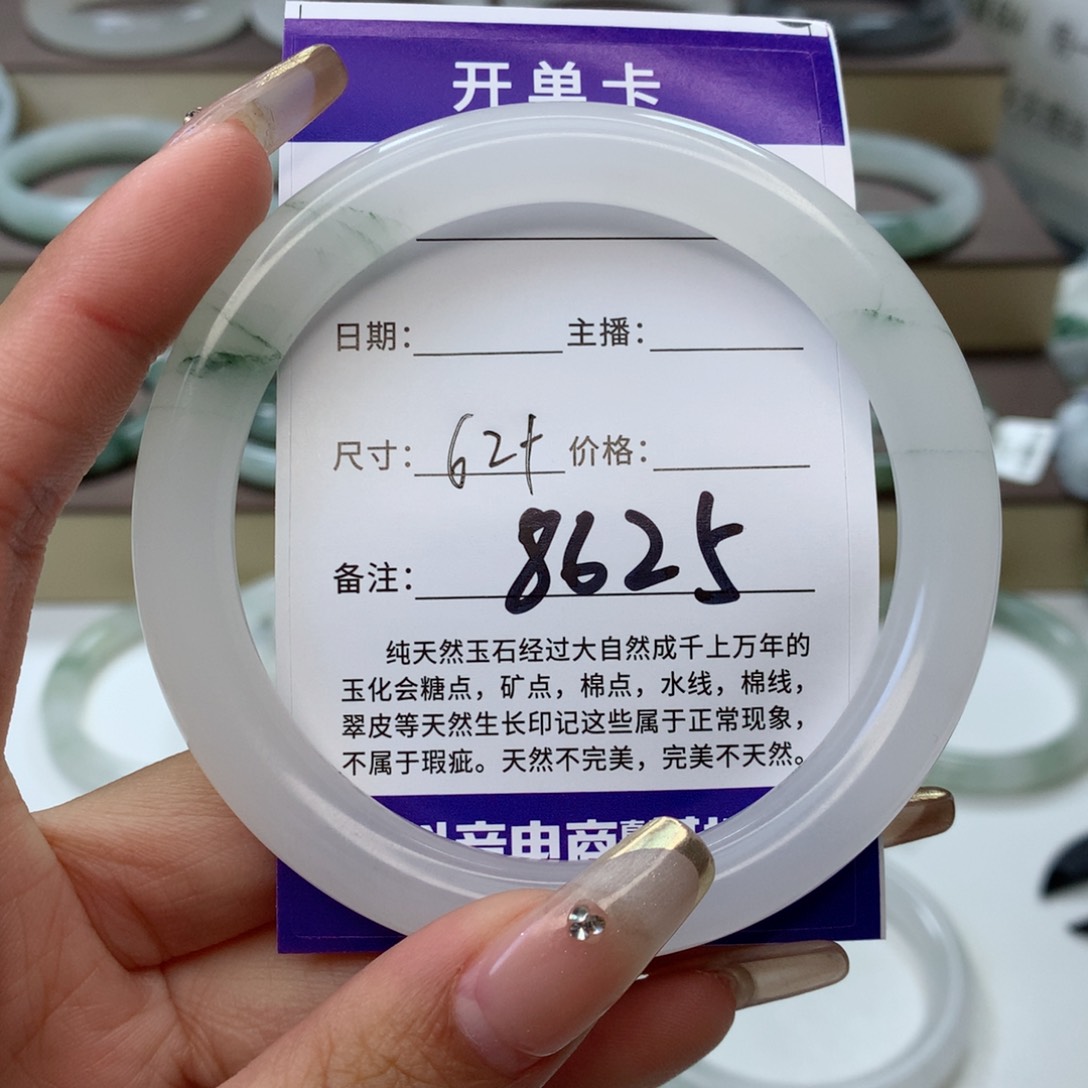 开单卡
日期: 主播:
尺寸: 62+ 价格:
备注: 8625
纯天然玉石经过大自然成千上万年的
玉化会糖点，矿点，棉点，水线，棉线，
翠皮等天然生长印记这些属于正常现象，
不属于瑕疵。天然不完美，完美不天然。
抖音电商